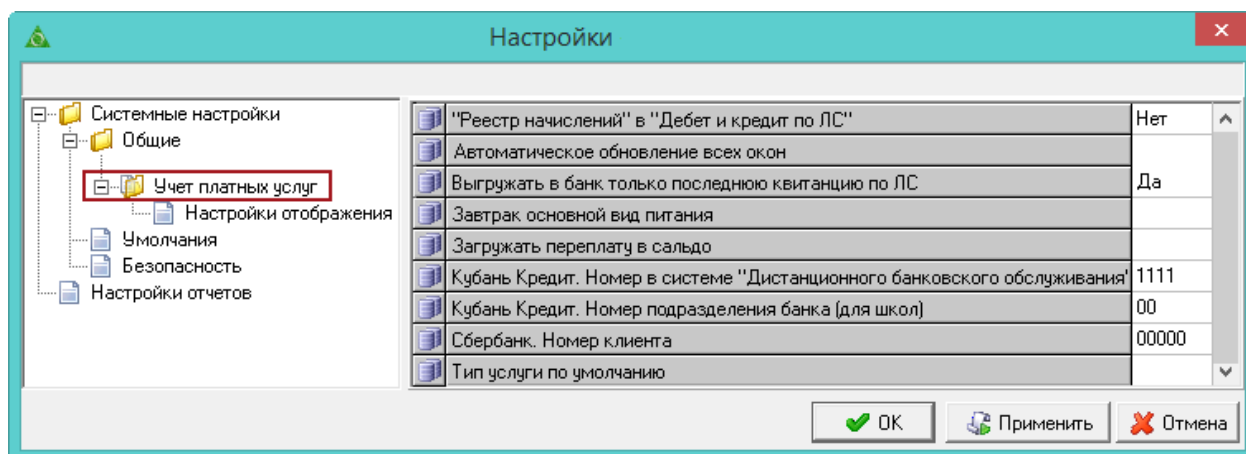 Настройки
Системные настройки
Общие
Учет платных услуг
Настройки отображения
Умолчания
Безопасность
Настройки отчетов
"Реестр начислений" в "Дебет и кредит по ЛС" Нет
Автоматическое обновление всех окон
Выгружать в банк только последнюю квитанцию по ЛС Да
Завтрак основной вид питания
Загружать переплату в сальдо
Кубань Кредит. Номер в системе "Дистанционного банковского обслуживания" 1111
Кубань Кредит. Номер подразделения банка (для школ) 00
Сбербанк. Номер клиента 00000
Тип услуги по умолчанию
OK Применить Отмена